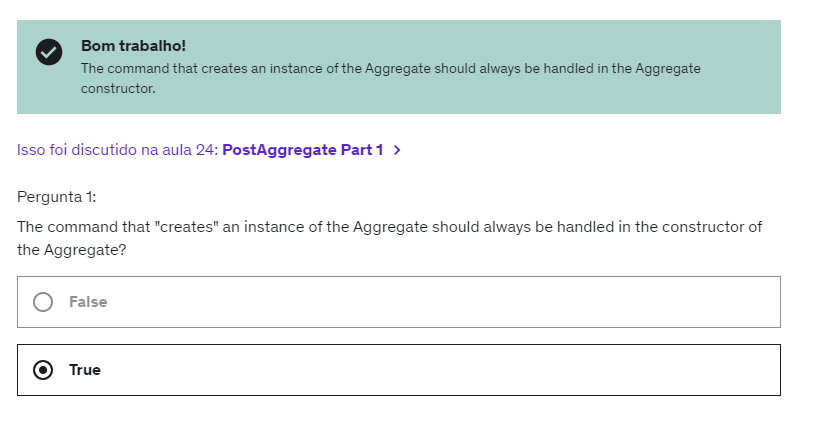 Bom trabalho!
The command that creates an instance of the Aggregate should always be handled in the Aggregate
constructor.
Isso foi discutido na aula 24: PostAggregate Part 1 >
Pergunta 1:
The command that "creates" an instance of the Aggregate should always be handled in the constructor of
the Aggregate?
False
True